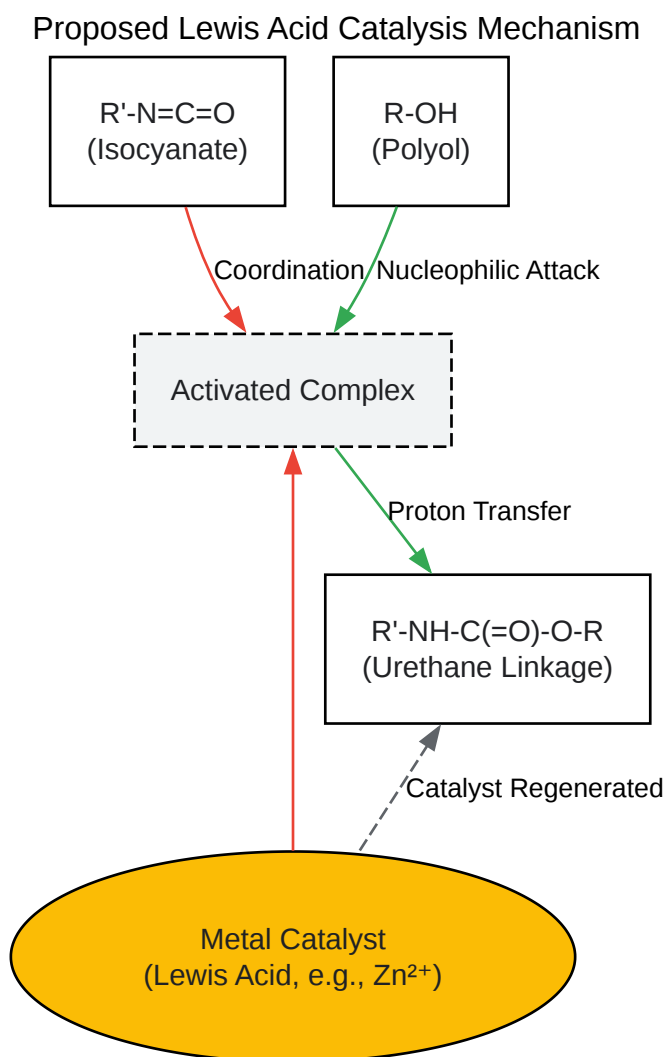 Proposed Lewis Acid Catalysis Mechanism
R'-N=C=O
(Isocyanate)
R-OH
(Polyol)
Coordination
Nucleophilic Attack
Activated Complex
Proton Transfer
R'-NH-C(=O)-O-R
(Urethane Linkage)
Catalyst Regenerated
Metal Catalyst
(Lewis Acid, e.g., Zn²⁺)